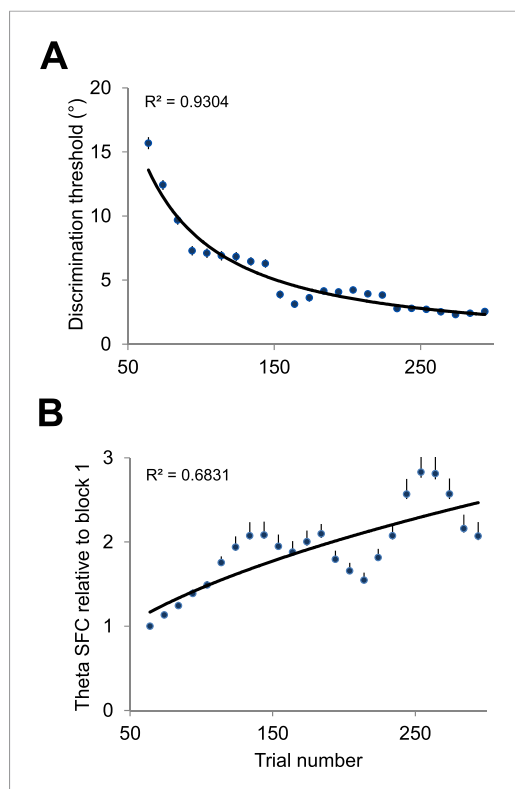 A
R² = 0.9304
Discrimination threshold (°)
20
15
10
5
0
50
150
250
B
R² = 0.6831
Theta SFC relative to block 1
3
2
1
0
50
150
250
Trial number